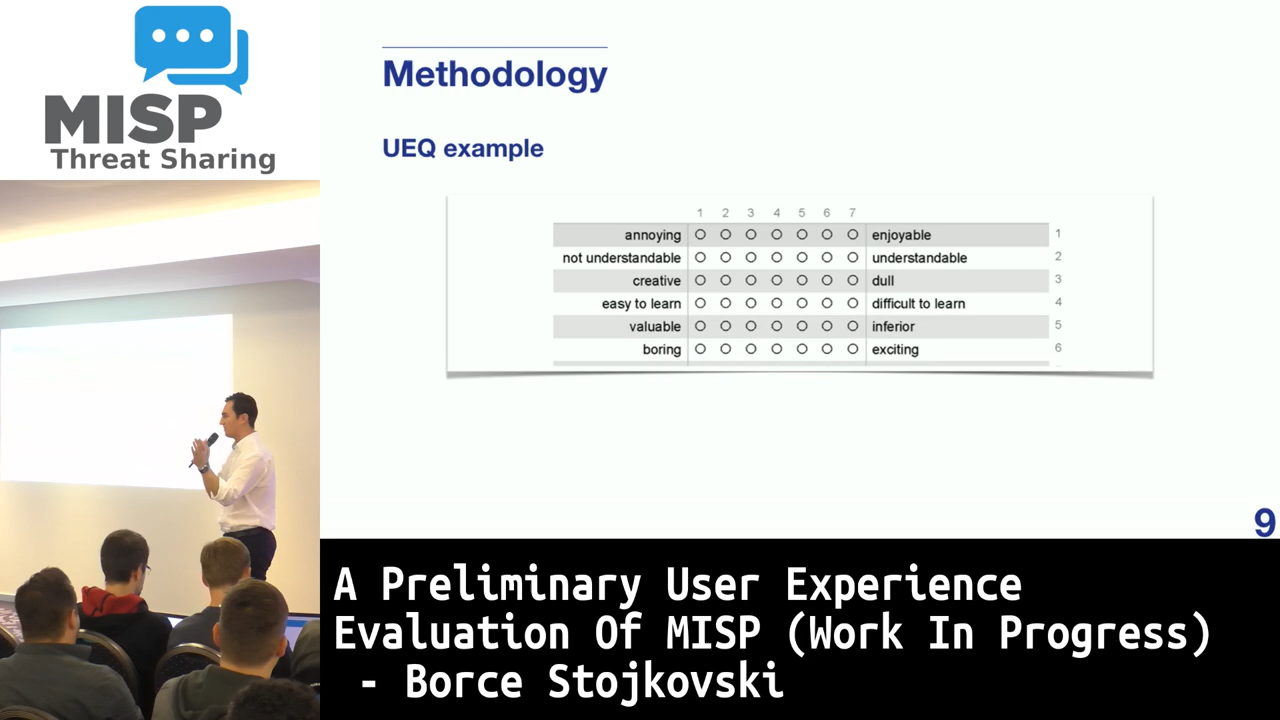 MISP
Threat Sharing
Methodology
UEQ example
1 2 3 4 5 6 7
annoying enjoyable 1
not understandable understandable 2
creative dull 3
easy to learn difficult to learn 4
valuable inferior 5
boring exciting 6
9
A Preliminary User Experience
Evaluation Of MISP (Work In Progress)
- Borce Stojkovski